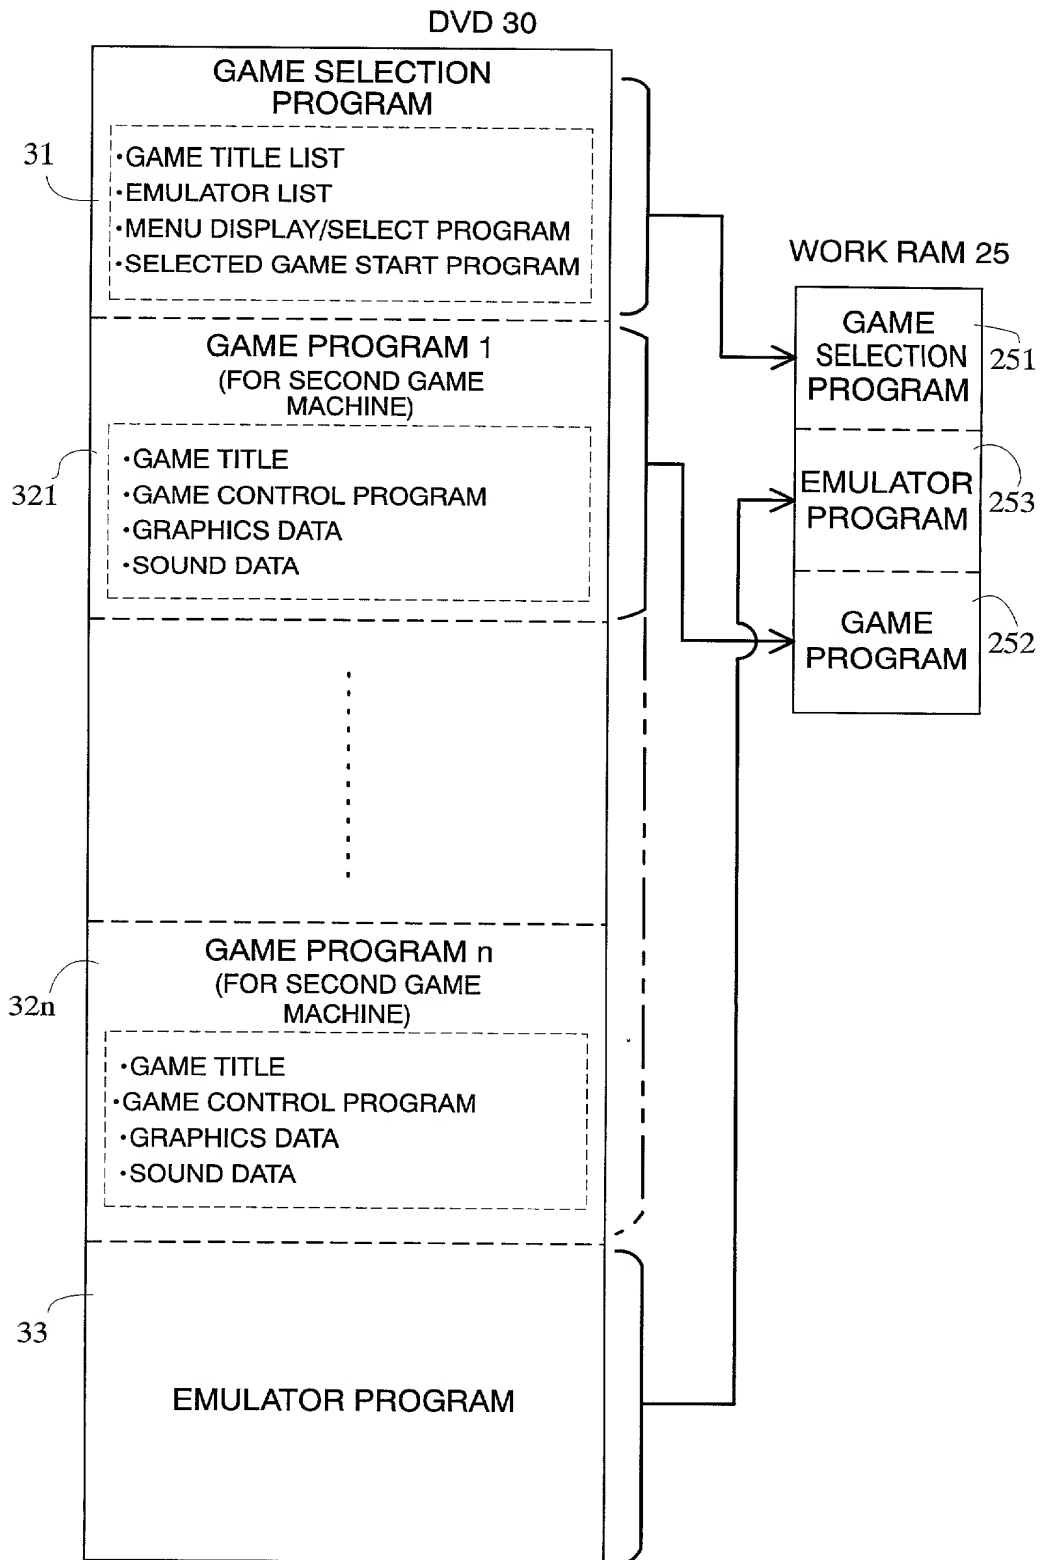 DVD 30
GAME SELECTION
PROGRAM
31
·GAME TITLE LIST
·EMULATOR LIST
·MENU DISPLAY/SELECT PROGRAM
·SELECTED GAME START PROGRAM
GAME PROGRAM 1
(FOR SECOND GAME
MACHINE)
321
·GAME TITLE
·GAME CONTROL PROGRAM
·GRAPHICS DATA
·SOUND DATA
GAME PROGRAM n
(FOR SECOND GAME
MACHINE)
32n
·GAME TITLE
·GAME CONTROL PROGRAM
·GRAPHICS DATA
·SOUND DATA
33
EMULATOR PROGRAM
WORK RAM 25
GAME
SELECTION
PROGRAM
251
EMULATOR
PROGRAM
253
GAME
PROGRAM
252